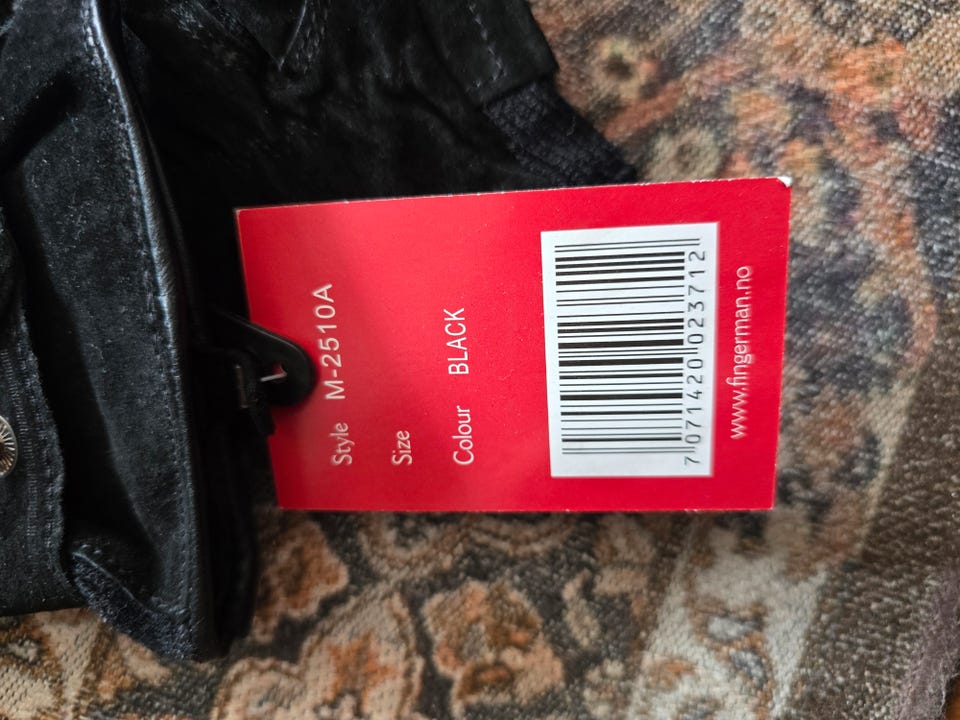 Style M-2510A
Size
Colour BLACK
7 071420 023712
www.fingerman.no